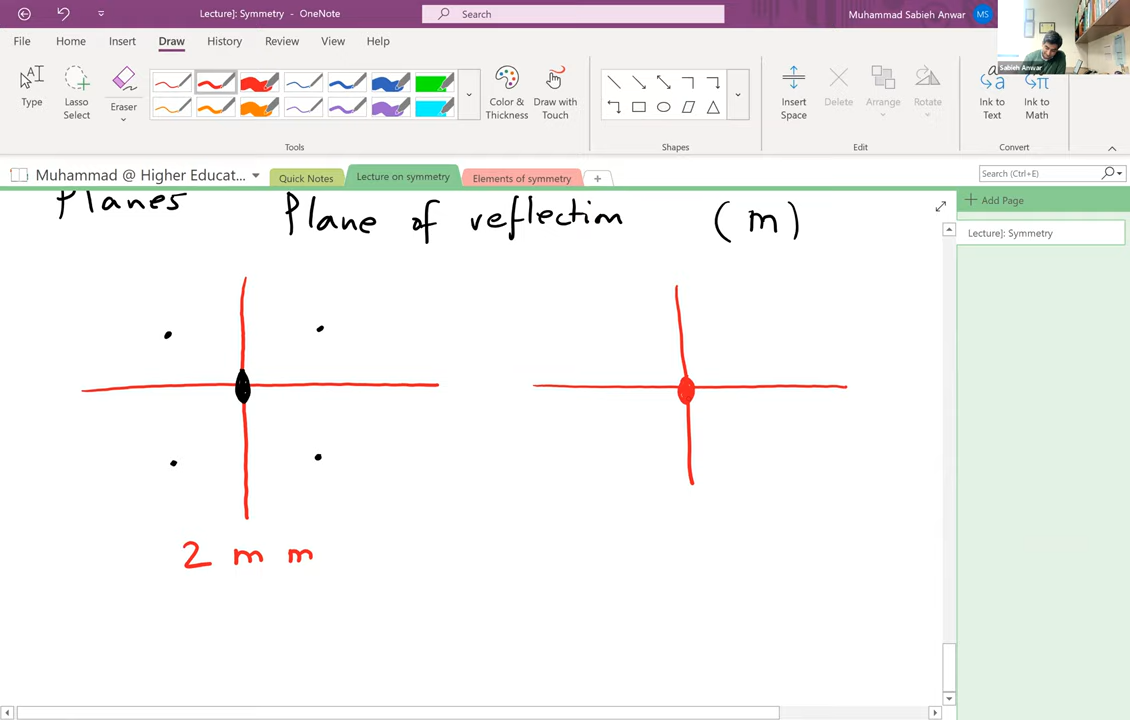 Lecture]: Symmetry - OneNote
Search
Muhammad Sabieh Anwar
MS
File Home Insert Draw History Review View Help
Sabieh Anwar
Type
Lasso Select
Eraser
Color & Thickness
Draw with Touch
Insert Space
Delete
Arrange
Rotate
Ink to Text
Ink to Math
Tools
Shapes
Edit
Convert
Muhammad @ Higher Educat...
Quick Notes
Lecture on symmetry
Elements of symmetry
Search (Ctrl+E)
Add Page
Lecture]: Symmetry
Planes Plane of reflection (m)
2 m m